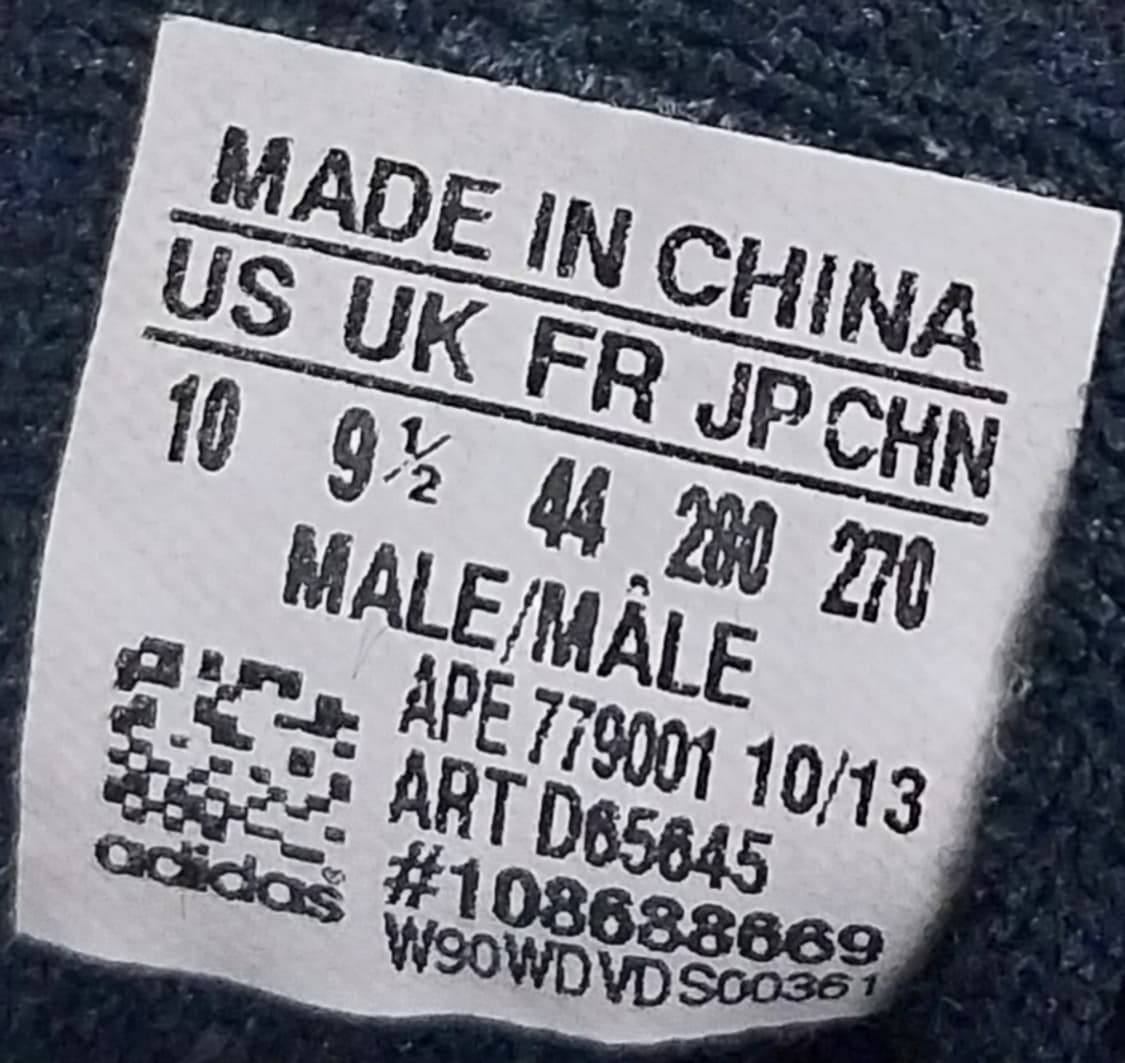 MADE IN CHINA
US UK FR JP CHN
10 9½ 44 280 270
MALE/MÂLE
APE 779001 10/13
ART D65645
#108688669
W90WDVDS00361
adidas®